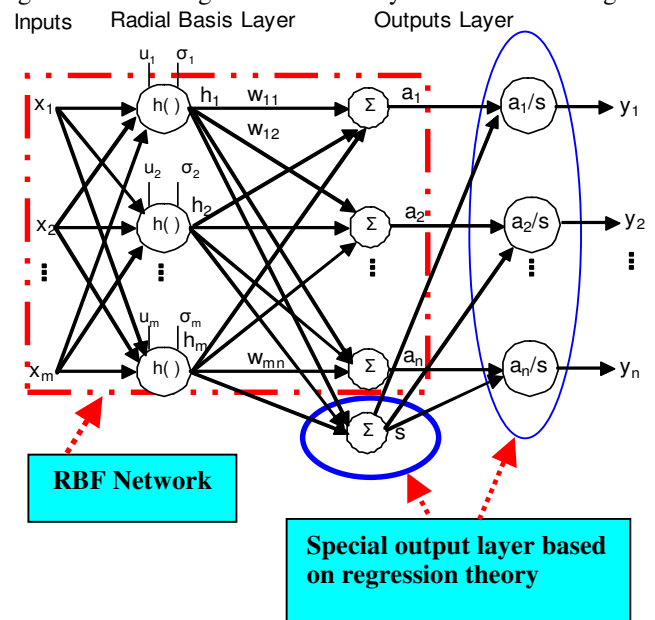 Inputs Radial Basis Layer Outputs Layer
u1 σ1
x1 h( ) h1 w11 Σ a1 a1/s y1
w12
u2 σ2
x2 h( ) h2 Σ a2 a2/s y2
um σm
xm h( ) hm wmn Σ an an/s yn
Σ s
RBF Network
Special output layer based
on regression theory